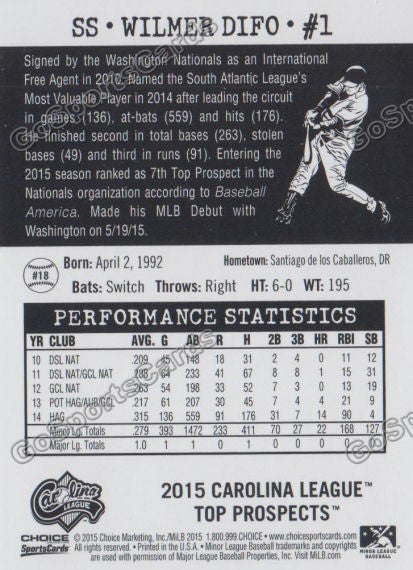 SS • WILMER DIFO • #1
Signed by the Washington Nationals as an International
Free Agent in 2010. Named the South Atlantic League's
Most Valuable Player in 2014 after leading the circuit
in games (136), at-bats (559) and hits (176).
He finished second in total bases (263), stolen
bases (49) and third in runs (91). Entering the
2015 season ranked as 7th Top Prospect in the
Nationals organization according to Baseball
America. Made his MLB Debut with
Washington on 5/19/15.
#18
Born: April 2, 1992 Hometown: Santiago de los Caballeros, DR
Bats: Switch Throws: Right HT: 6-0 WT: 195
PERFORMANCE STATISTICS
YR CLUB AVG. G AB R H 2B 3B HR RBI SB
10 DSL NAT .209 45 148 18 31 2 4 0 11 12
11 DSL NAT/GCL NAT 64 41 67 8 8 1 15 31
12 GCL NAT .263 54 198 33 52 7 3 0 13 19
13 POT HAG/AUB/GCL .217 61 207 30 45 7 5 21 9
14 HAG .315 136 559 91 176 31 7 14 90 4
Minor Lg. Totals .279 393 1472 233 411 70 27 22 168 127
Major Lg. Totals 1.0 1 1 0 1 0 0 0 0 0
Carolina
LEAGUE
2015 CAROLINA LEAGUE™
TOP PROSPECTS™
MINOR LEAGUE
BASEBALL
CHOICE
SportsCards
© 2015 Choice Marketing, Inc./MiLB 2015 1.800.999.CHOICE • choicesportscards.com
All rights reserved. • Printed in the U.S.A. • Minor League Baseball trademarks and copyrights
are used with permission of Major League Baseball Properties, Inc. Visit MiLB.com
GoSportsCards